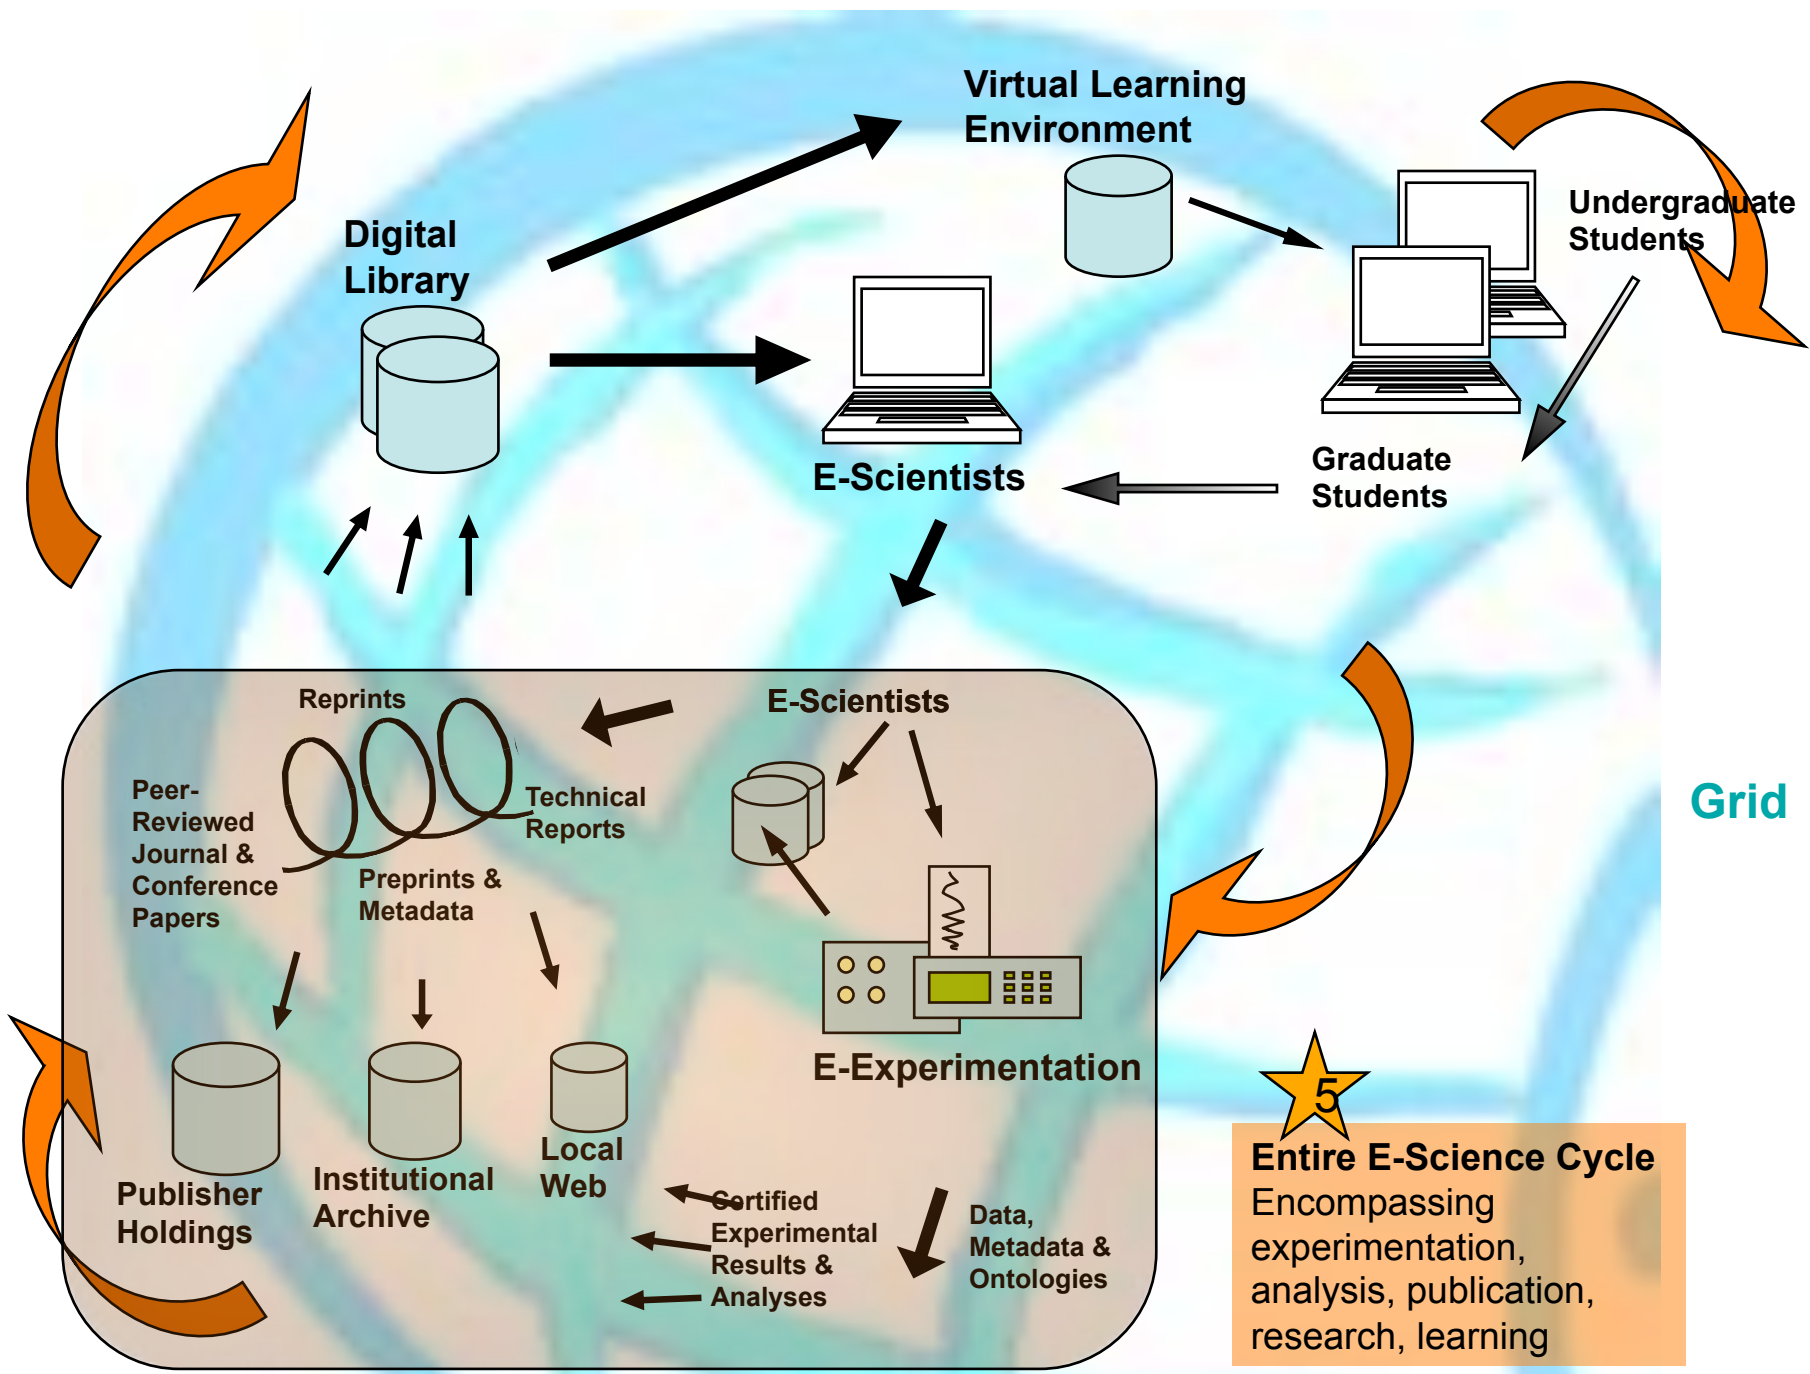 Virtual Learning
Environment
Undergraduate
Students
Digital
Library
E-Scientists
Graduate
Students
Reprints
E-Scientists
Peer-
Reviewed
Journal &
Conference
Papers
Technical
Reports
Preprints &
Metadata
Grid
E-Experimentation
Publisher
Holdings
Institutional
Archive
Local
Web
Certified
Experimental
Results &
Analyses
Data,
Metadata &
Ontologies
5
Entire E-Science Cycle
Encompassing
experimentation,
analysis, publication,
research, learning